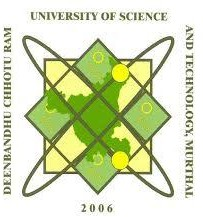 DEENBANDHU CHHOTU RAM
UNIVERSITY OF SCIENCE
AND TECHNOLOGY, MURTHAL
2006